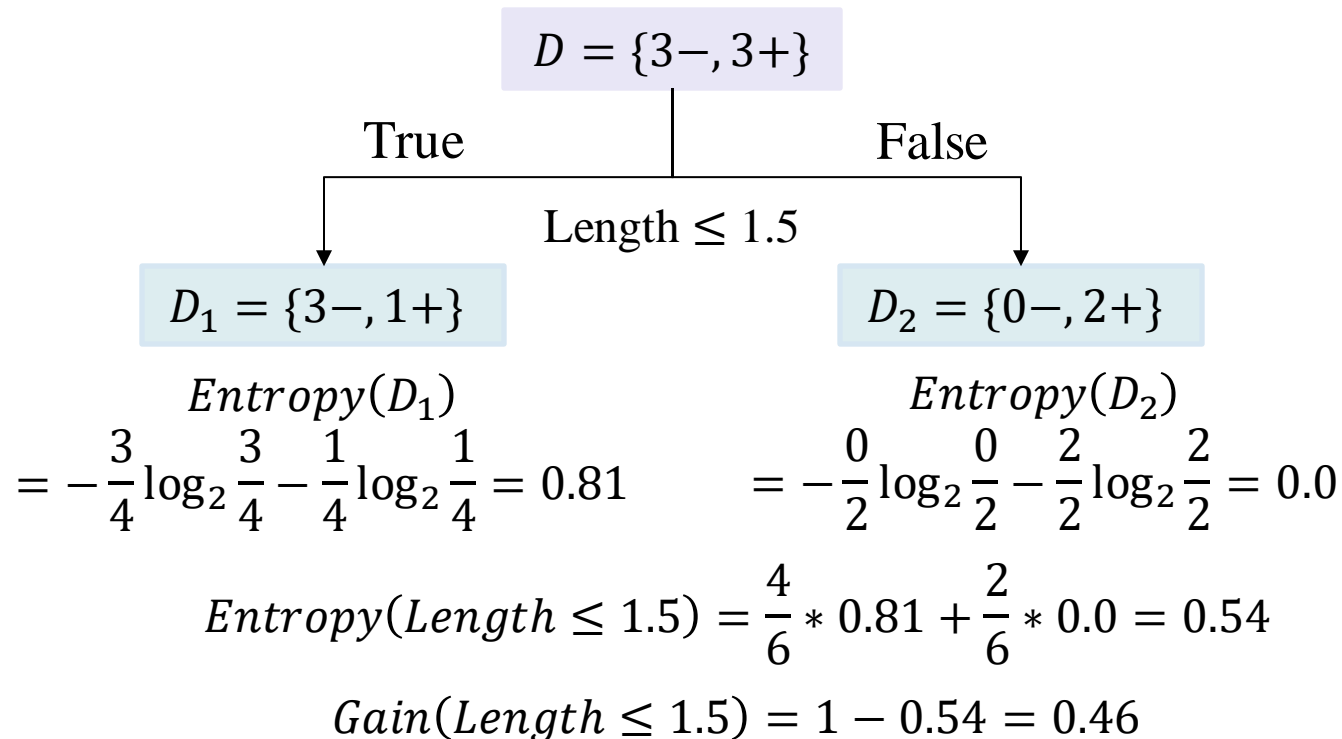 D = {3−, 3+}
True
False
Length ≤ 1.5
D₁ = {3−, 1+}
D₂ = {0−, 2+}
Entropy(D₁)
= −3/4 log₂ 3/4 − 1/4 log₂ 1/4 = 0.81
Entropy(D₂)
= −0/2 log₂ 0/2 − 2/2 log₂ 2/2 = 0.0
Entropy(Length ≤ 1.5) = 4/6 * 0.81 + 2/6 * 0.0 = 0.54
Gain(Length ≤ 1.5) = 1 − 0.54 = 0.46